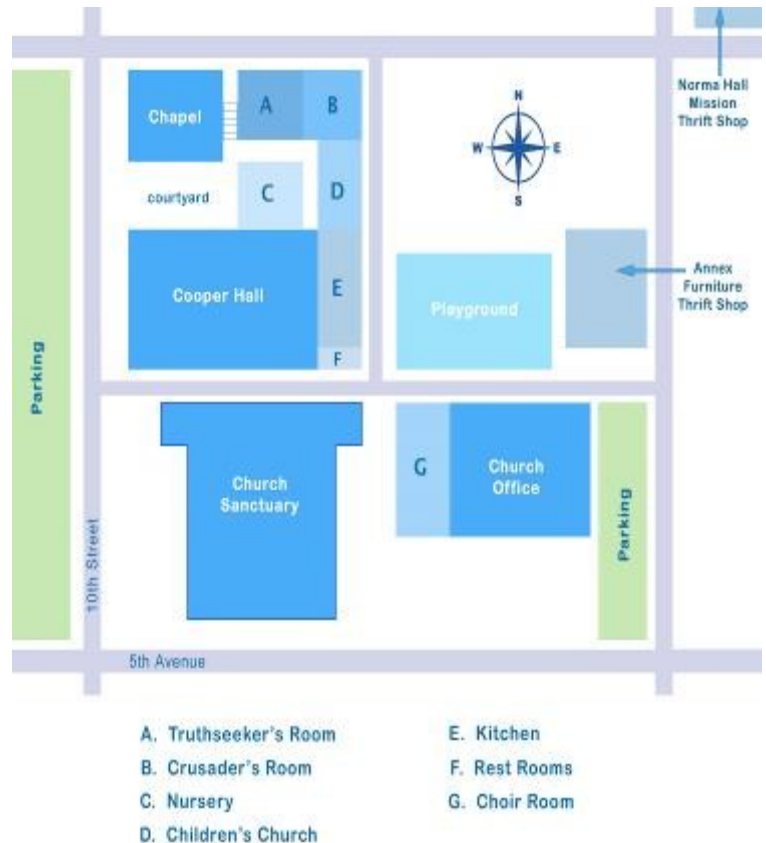 Norma Hall
Mission
Thrift Shop
Chapel
A
B
N
W
E
S
courtyard
C
D
Cooper Hall
E
F
Playground
Annex
Furniture
Thrift Shop
Parking
Church
Sanctuary
G
Church
Office
Parking
10th Street
5th Avenue
A. Truthseeker's Room
B. Crusader's Room
C. Nursery
D. Children's Church
E. Kitchen
F. Rest Rooms
G. Choir Room